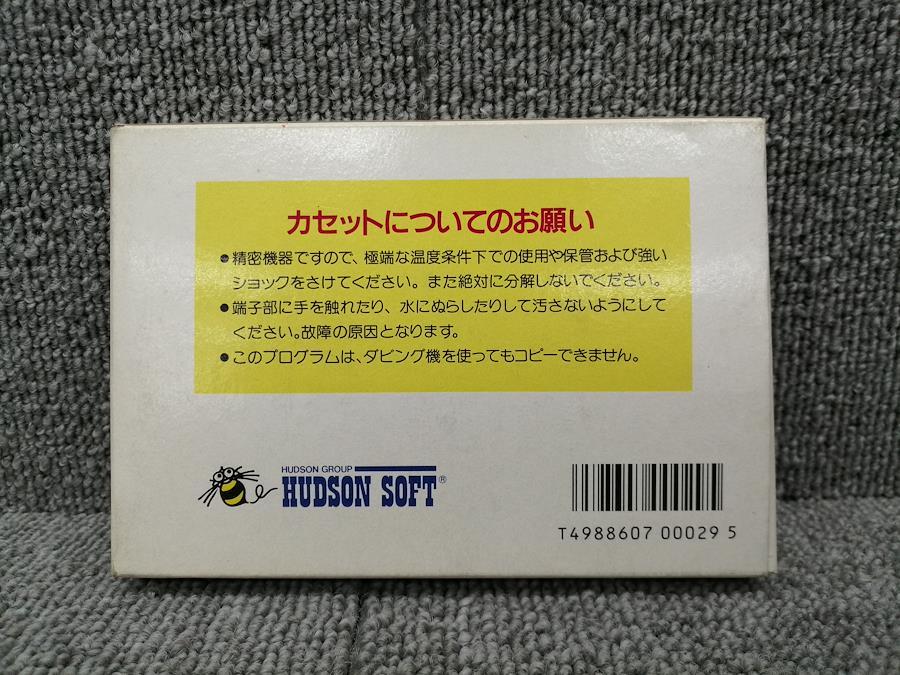 カセットについてのお願い
●精密機器ですので、極端な温度条件下での使用や保管および強い
ショックをさけてください。また絶対に分解しないでください。
●端子部に手を触れたり、水にぬらしたりして汚さないようにして
ください。故障の原因となります。
●このプログラムは、ダビング機を使ってもコピーできません。
HUDSON GROUP
HUDSON SOFT®
T4988607 00029 5